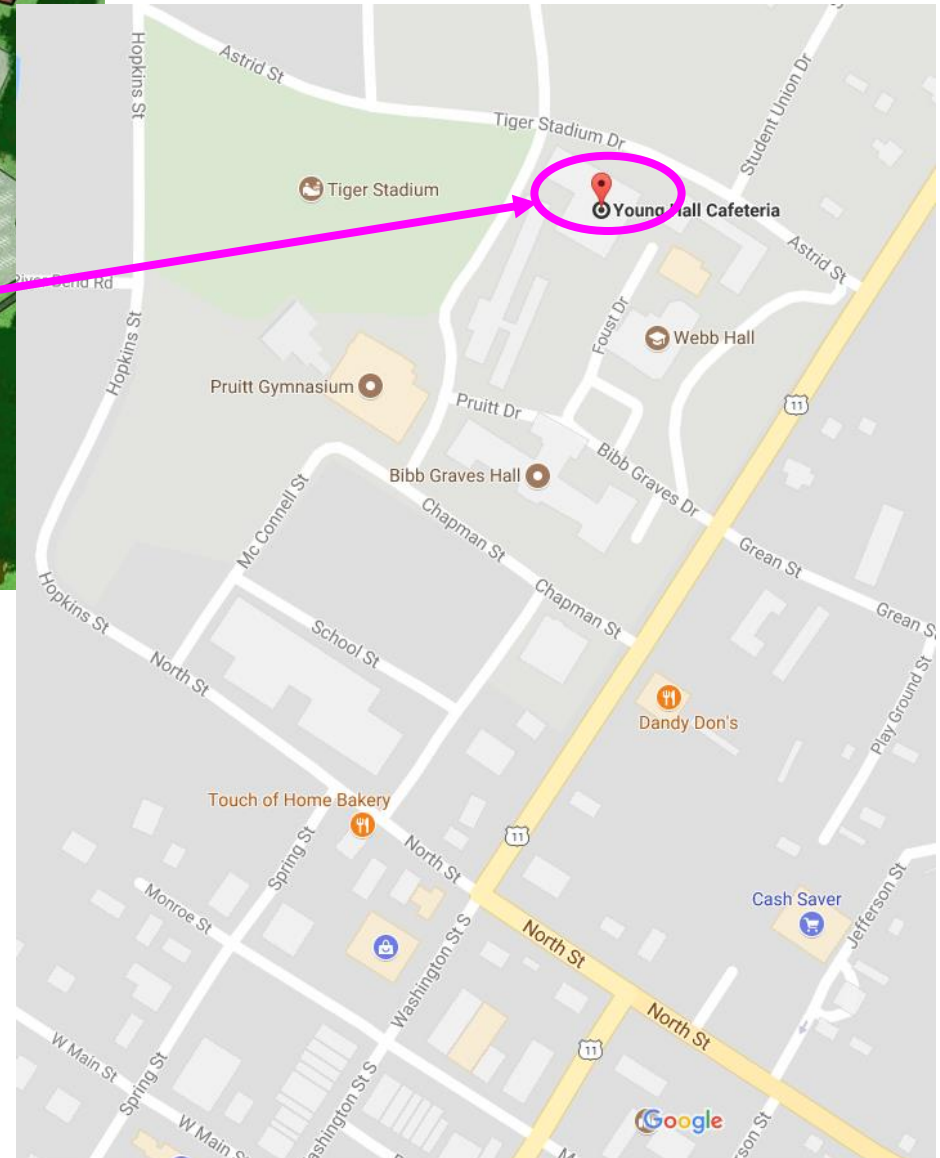 Hopkins St
Astrid St
Student Union Dr
Tiger Stadium Dr
Tiger Stadium
Young Hall Cafeteria
Astrid St
River Bend Rd
Hopkins St
Foust Dr
Webb Hall
Pruitt Gymnasium
Pruitt Dr
11
Bibb Graves Hall
Bibb Graves Dr
Mc Connell St
Chapman St
Grean St
Hopkins St
Chapman St
Grean St
School St
North St
Play Ground St
Dandy Don's
Touch of Home Bakery
11
North St
Spring St
Monroe St
Cash Saver
Jefferson St
Washington St S
North St
North St
11
W Main St
Spring St
Washington St S
W Main St
Google